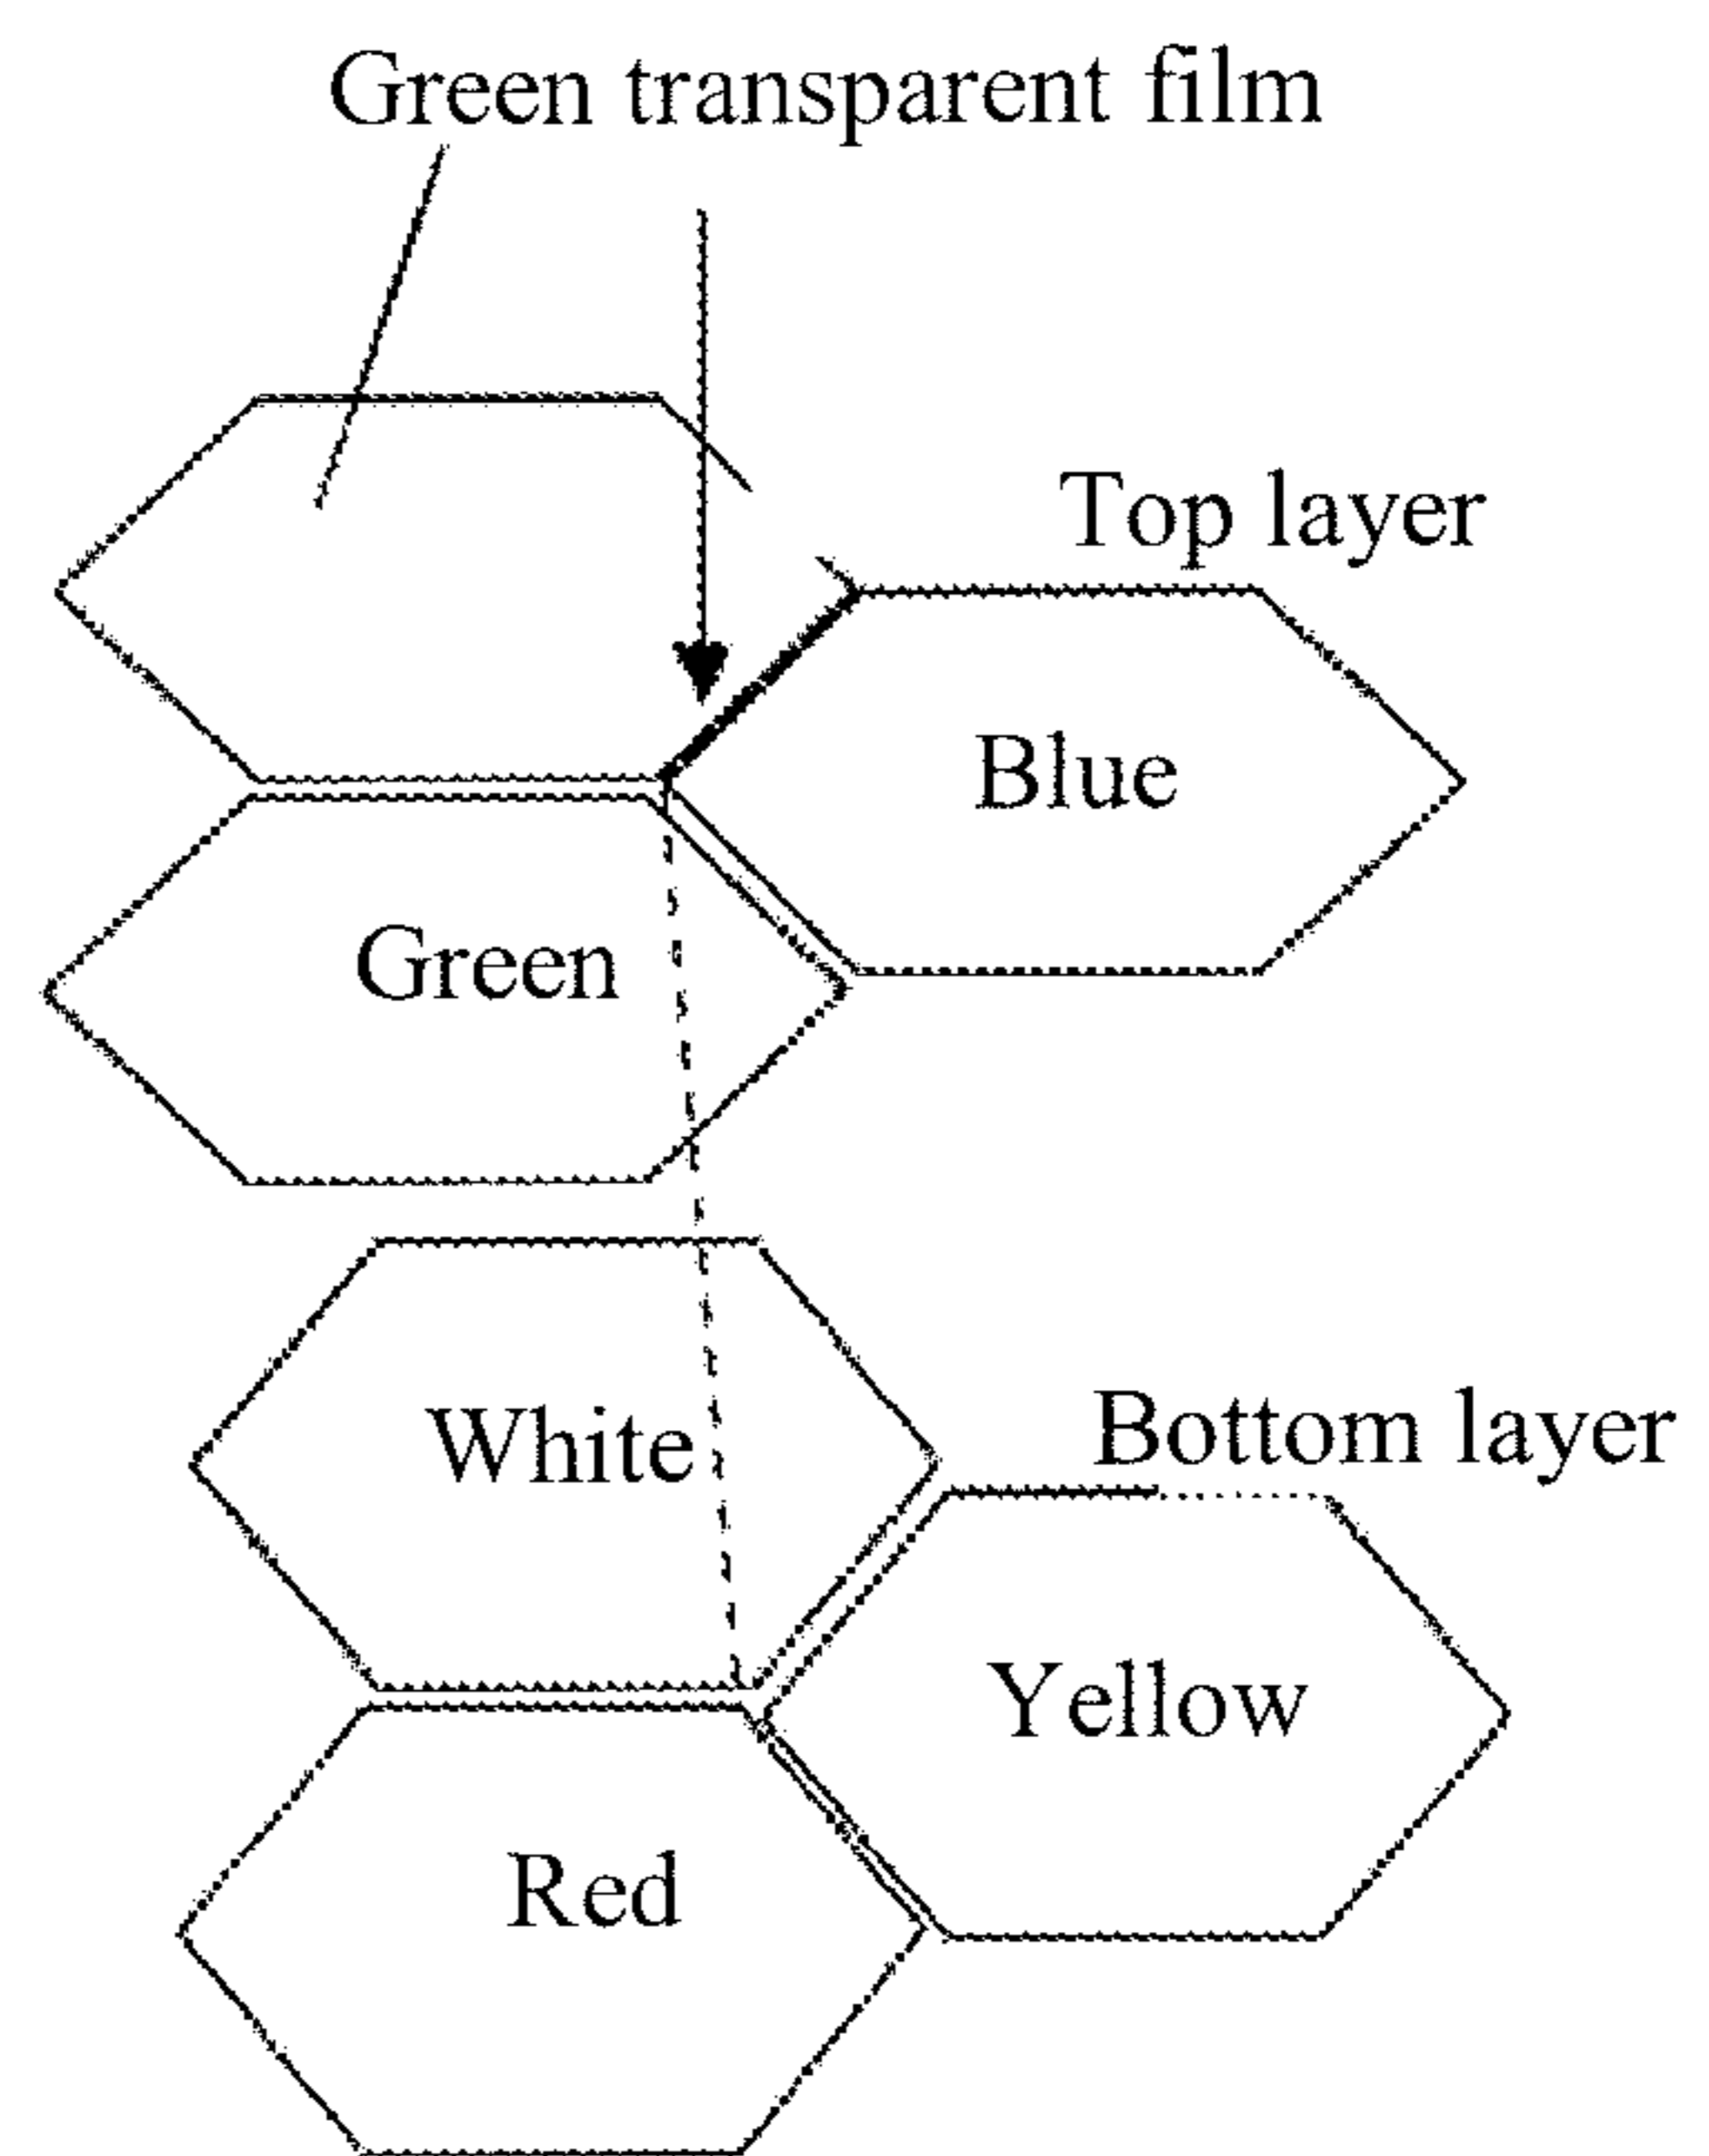 Green transparent film
Top layer
Blue
Green
White
Bottom layer
Yellow
Red